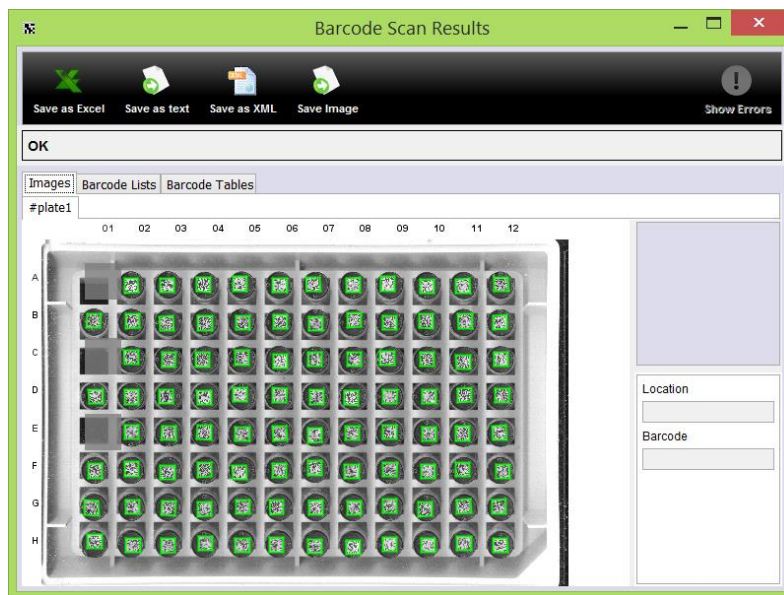 Barcode Scan Results
Save as Excel Save as text Save as XML Save Image Show Errors
OK
Images Barcode Lists Barcode Tables
#plate1
01 02 03 04 05 06 07 08 09 10 11 12
A
B
C
D
E
F
G
H
Location
Barcode